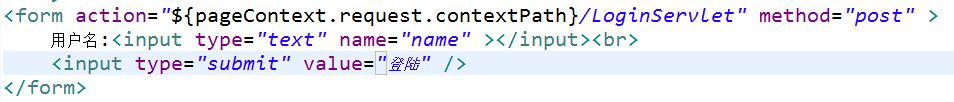 <form action="${pageContext.request.contextPath}/LoginServlet" method="post" >
用户名:<input type="text" name="name" ></input><br>
<input type="submit" value="登陆" />
</form>